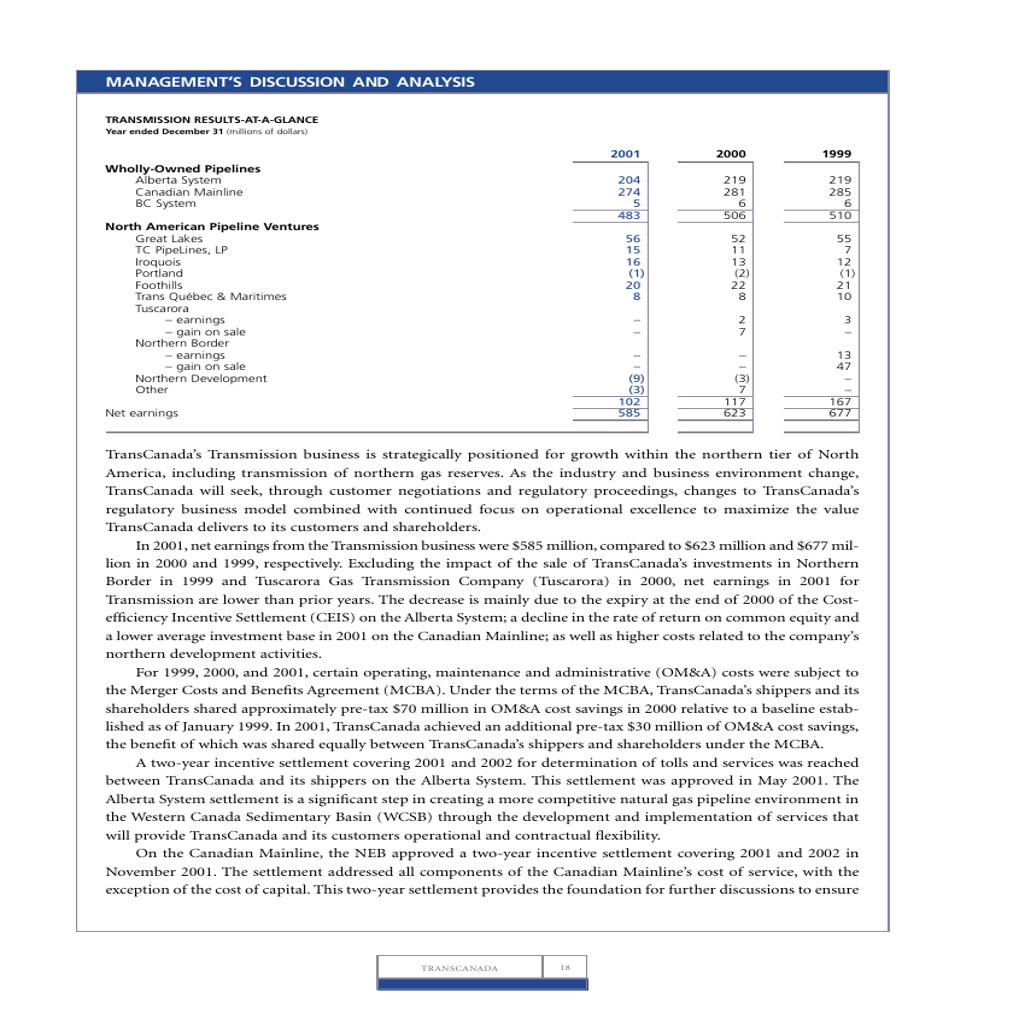 MANAGEMENT'S DISCUSSION AND ANALYSIS
TRANSMISSION RESULTS-AT-A-GLANCE
Year ended December 31 (millions of dollars)
2001 2000 1999
Wholly-Owned Pipelines
Alberta System 204 219 219
Canadian Mainline 274 281 285
BC System 5 6 6
483 506 510
North American Pipeline Ventures
Great Lakes 56 52 55
TC PipeLines, LP 15 11 7
Iroquois 16 13 12
Portland (1) (2) (1)
Foothills 20 22 21
Trans Québec & Maritimes 8 8 10
Tuscarora
– earnings – 2 3
– gain on sale – 7 –
Northern Border
– earnings – – 13
– gain on sale – – 47
Northern Development (9) (3) –
Other (3) 7 –
102 117 167
Net earnings 585 623 677
TransCanada's Transmission business is strategically positioned for growth within the northern tier of North
America, including transmission of northern gas reserves. As the industry and business environment change,
TransCanada will seek, through customer negotiations and regulatory proceedings, changes to TransCanada's
regulatory business model combined with continued focus on operational excellence to maximize the value
TransCanada delivers to its customers and shareholders.
In 2001, net earnings from the Transmission business were $585 million, compared to $623 million and $677 mil-
lion in 2000 and 1999, respectively. Excluding the impact of the sale of TransCanada's investments in Northern
Border in 1999 and Tuscarora Gas Transmission Company (Tuscarora) in 2000, net earnings in 2001 for
Transmission are lower than prior years. The decrease is mainly due to the expiry at the end of 2000 of the Cost-
efficiency Incentive Settlement (CEIS) on the Alberta System; a decline in the rate of return on common equity and
a lower average investment base in 2001 on the Canadian Mainline; as well as higher costs related to the company's
northern development activities.
For 1999, 2000, and 2001, certain operating, maintenance and administrative (OM&A) costs were subject to
the Merger Costs and Benefits Agreement (MCBA). Under the terms of the MCBA, TransCanada's shippers and its
shareholders shared approximately pre-tax $70 million in OM&A cost savings in 2000 relative to a baseline estab-
lished as of January 1999. In 2001, TransCanada achieved an additional pre-tax $30 million of OM&A cost savings,
the benefit of which was shared equally between TransCanada's shippers and shareholders under the MCBA.
A two-year incentive settlement covering 2001 and 2002 for determination of tolls and services was reached
between TransCanada and its shippers on the Alberta System. This settlement was approved in May 2001. The
Alberta System settlement is a significant step in creating a more competitive natural gas pipeline environment in
the Western Canada Sedimentary Basin (WCSB) through the development and implementation of services that
will provide TransCanada and its customers operational and contractual flexibility.
On the Canadian Mainline, the NEB approved a two-year incentive settlement covering 2001 and 2002 in
November 2001. The settlement addressed all components of the Canadian Mainline's cost of service, with the
exception of the cost of capital. This two-year settlement provides the foundation for further discussions to ensure
TRANSCANADA 18